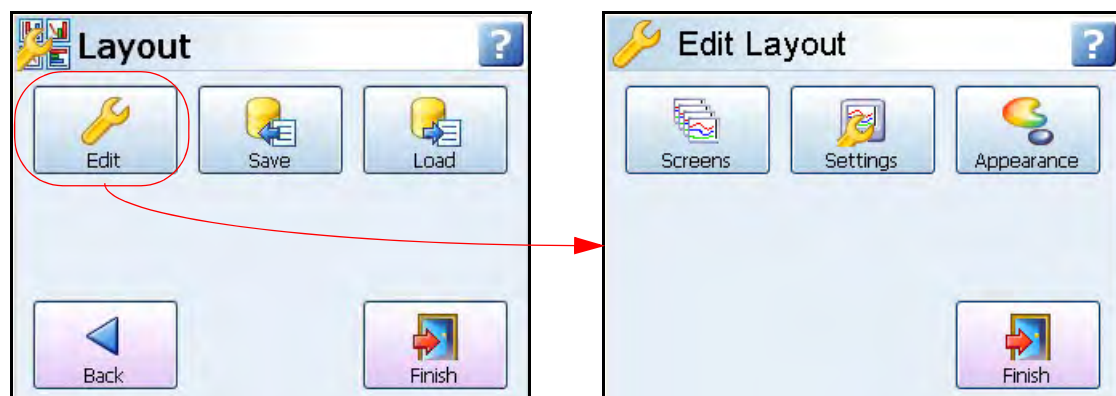 Layout
?
Edit
Save
Load
Back
Finish
Edit Layout
?
Screens
Settings
Appearance
Finish